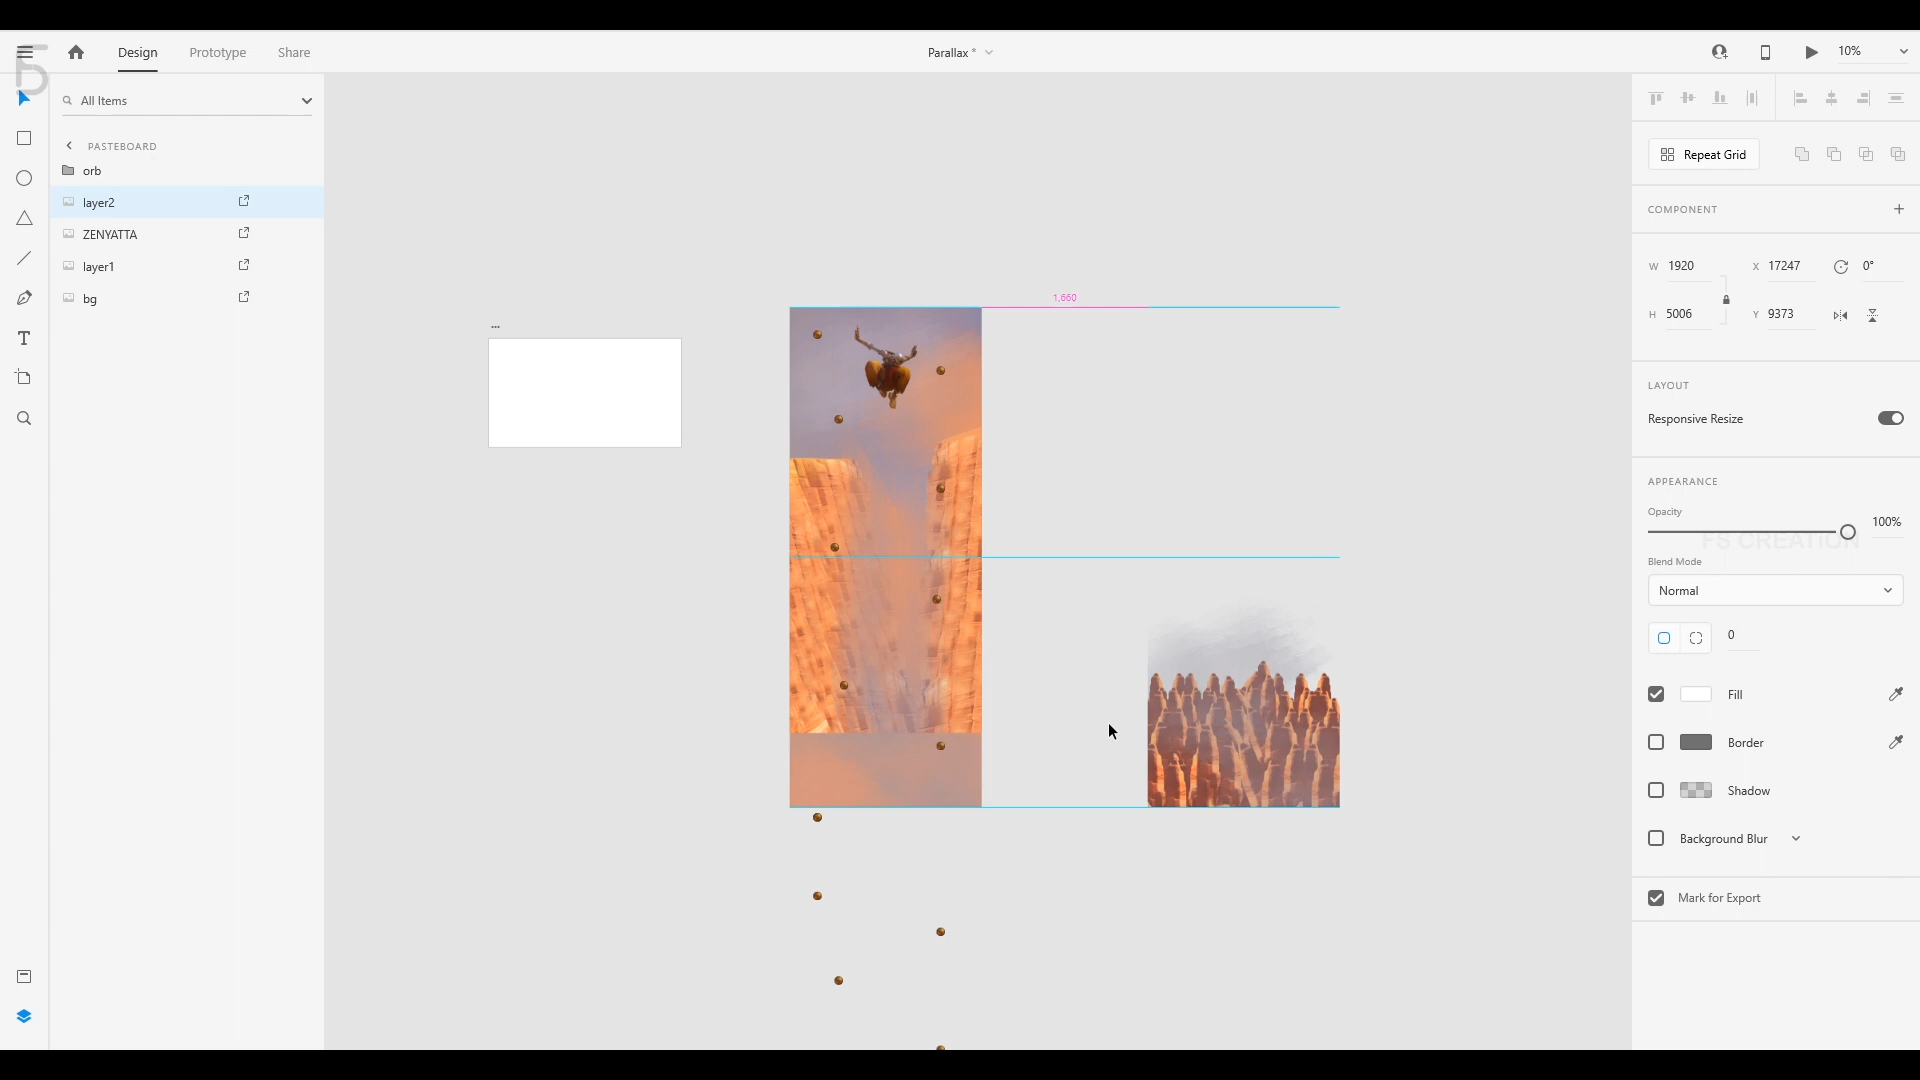 Design Prototype Share
Parallax *
10%
All Items
PASTEBOARD
orb
layer2
ZENYATTA
layer1
bg
...
1,660
Repeat Grid
COMPONENT
W 1920 X 17247 0°
H 5006 Y 9373
LAYOUT
Responsive Resize
APPEARANCE
Opacity
100%
FS CREATION
Blend Mode
Normal
0
Fill
Border
Shadow
Background Blur
Mark for Export